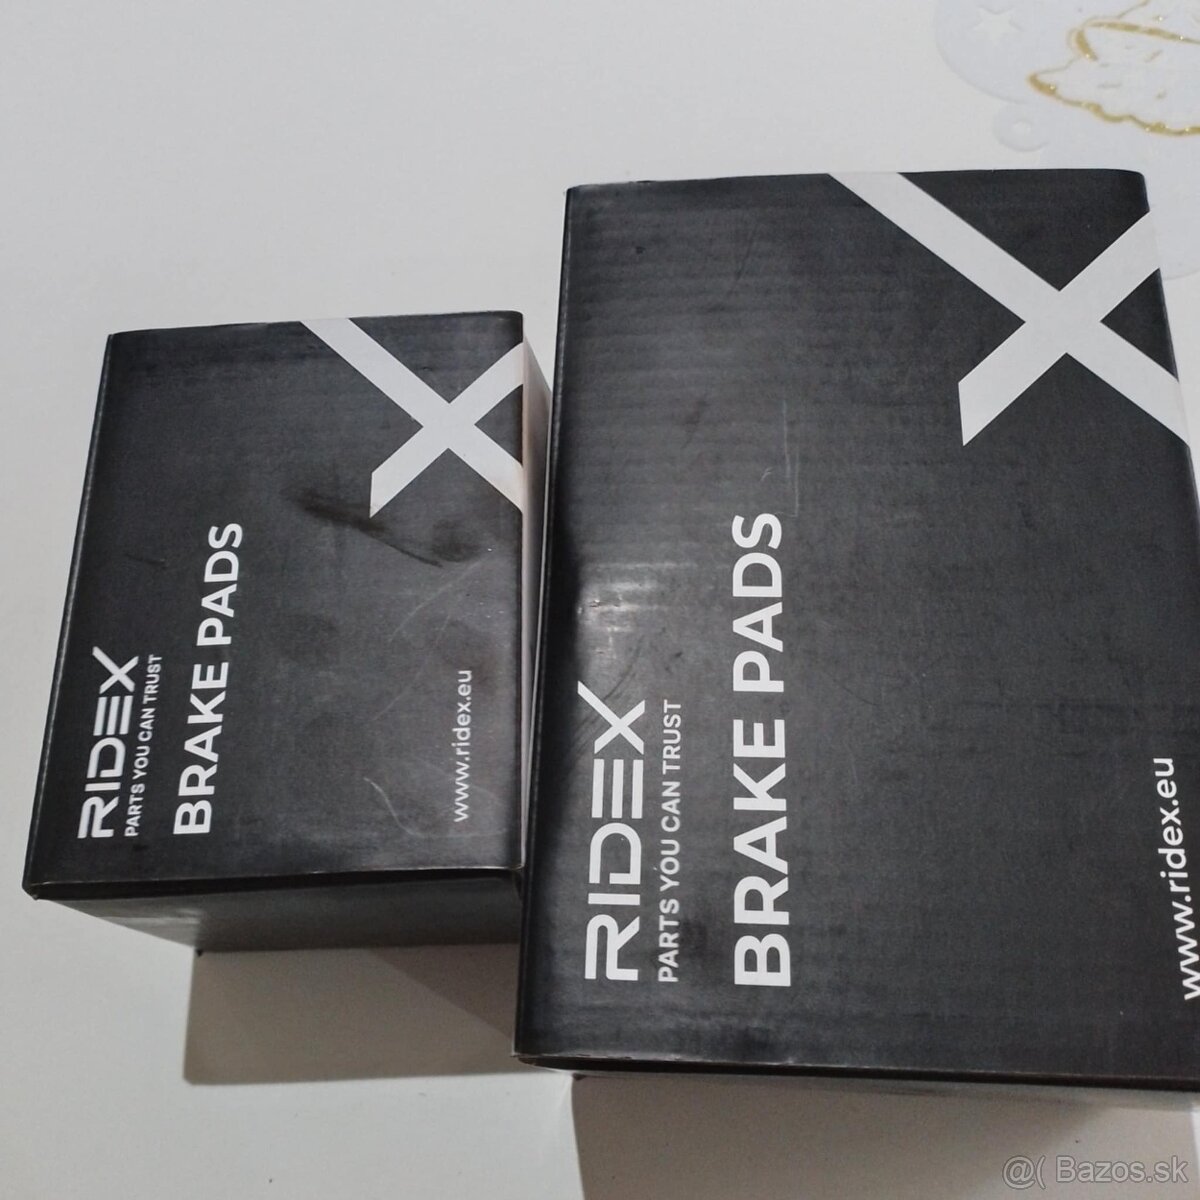 RIDEX
PARTS YOU CAN TRUST
BRAKE PADS
www.ridex.eu
RIDEX
PARTS YOU CAN TRUST
BRAKE PADS
www.ridex.eu
@( Bazos.sk